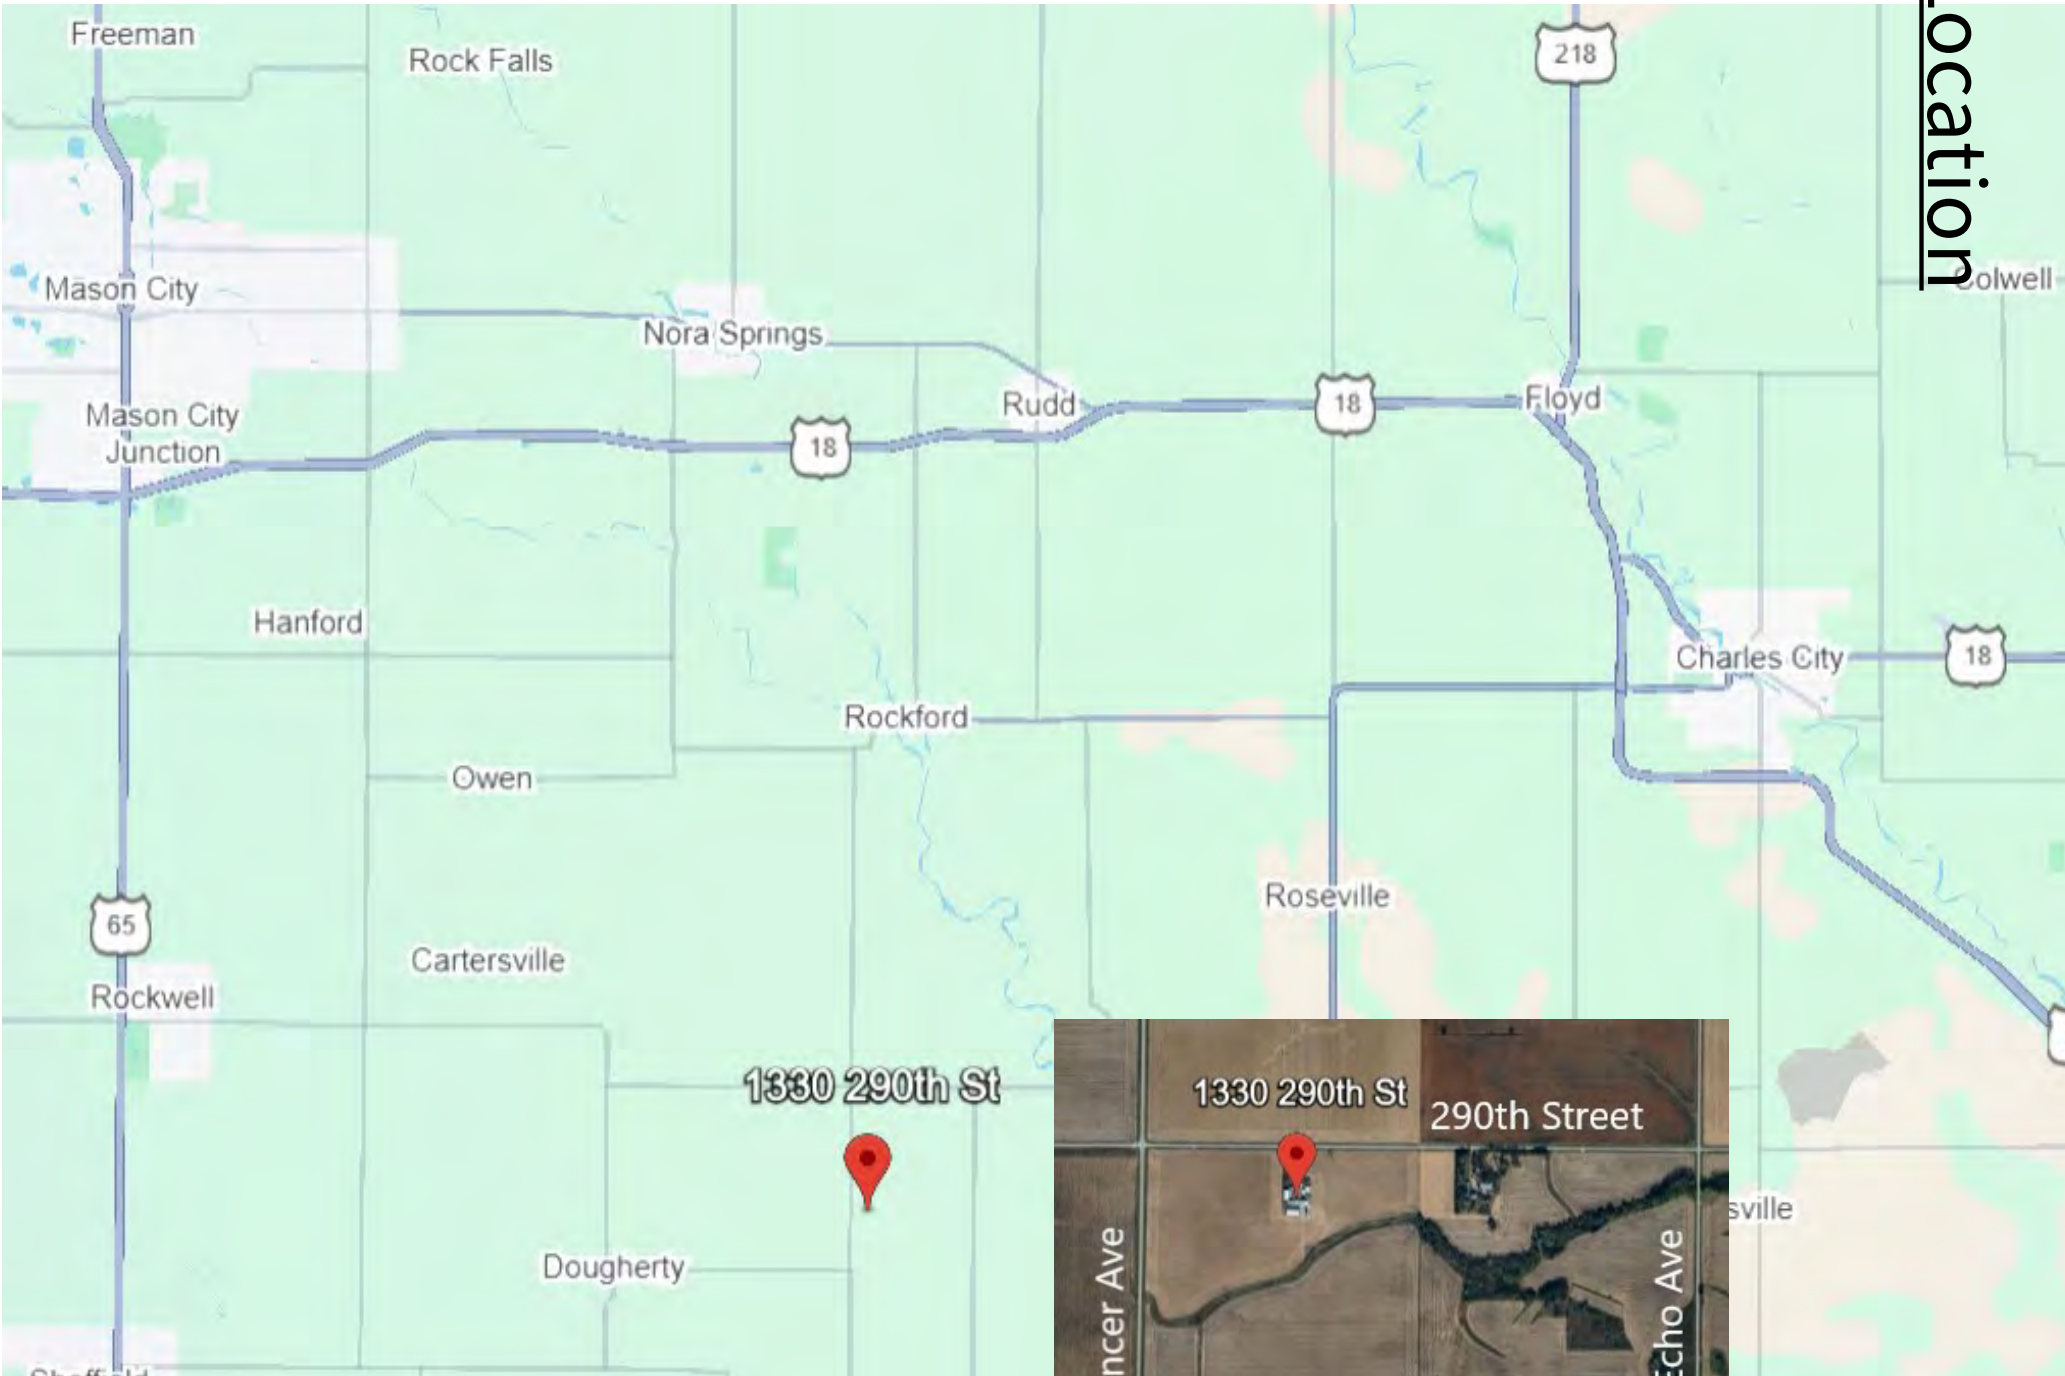 Location
Freeman
Rock Falls
218
Colwell
Mason City
Nora Springs
Mason City
Junction
Rudd
18
Floyd
18
Hanford
Charles City
18
Rockford
Owen
Roseville
65
Cartersville
Rockwell
1330 290th St
1330 290th St
290th Street
sville
Dougherty
ncer Ave
Echo Ave